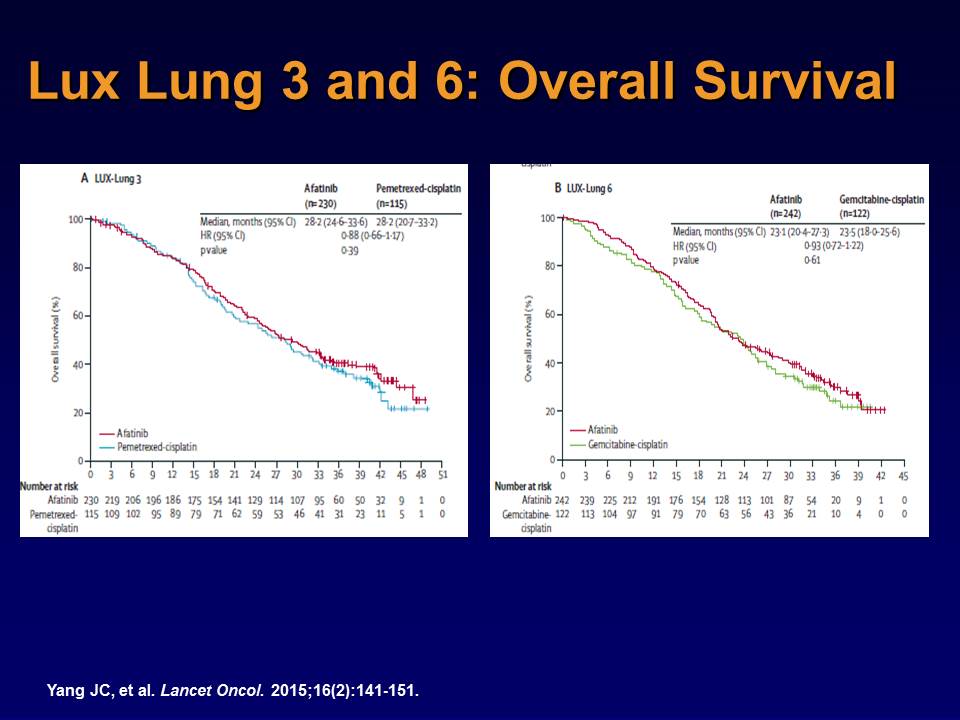 Lux Lung 3 and 6: Overall Survival
A LUX-Lung 3
Afatinib Pemetrexed-cisplatin
(n=230) (n=115)
Median, months (95% CI) 28·2 (24·6–33·6) 28·2 (20·7–33·2)
HR (95% CI) 0·88 (0·66–1·17)
p value 0·39
Overall survival (%)
100
80
60
40
20
0
Afatinib
Pemetrexed-cisplatin
0 3 6 9 12 15 18 21 24 27 30 33 36 39 42 45 48 51
Number at risk
Afatinib 230 219 206 196 186 175 154 141 129 114 107 95 60 50 32 9 1 0
Pemetrexed- 115 109 102 95 89 79 71 62 59 53 46 41 31 23 11 5 1 0
cisplatin
B LUX-Lung 6
Afatinib Gemcitabine-cisplatin
(n=242) (n=122)
Median, months (95% CI) 23·1 (20·4–27·3) 23·5 (18·0–25·6)
HR (95% CI) 0·93 (0·72–1·22)
p value 0·61
Overall survival (%)
100
80
60
40
20
0
Afatinib
Gemcitabine-cisplatin
0 3 6 9 12 15 18 21 24 27 30 33 36 39 42 45
Number at risk
Afatinib 242 239 225 212 191 176 154 128 113 101 87 54 20 9 1 0
Gemcitabine- 122 113 104 97 91 79 70 63 56 43 36 21 10 4 0 0
cisplatin
Yang JC, et al. Lancet Oncol. 2015;16(2):141-151.